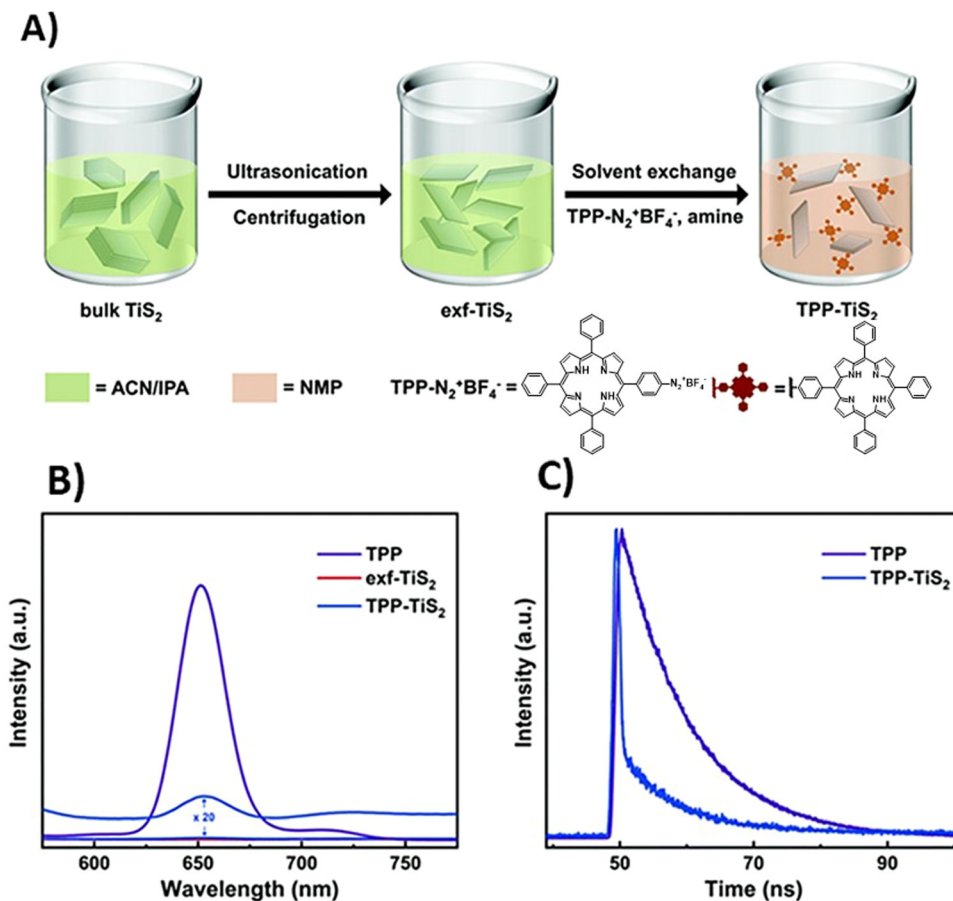 A)
Ultrasonication
Centrifugation
Solvent exchange
TPP-N₂⁺BF₄⁻, amine
bulk TiS₂
exf-TiS₂
TPP-TiS₂
= ACN/IPA
= NMP
TPP-N₂⁺BF₄⁻ =
NH
N
N
NH
N₂⁺BF₄⁻
=
NH
N
N
NH
B)
TPP
exf-TiS₂
TPP-TiS₂
x 20
Intensity (a.u.)
600 650 700 750
Wavelength (nm)
C)
TPP
TPP-TiS₂
Intensity (a.u.)
50 70 90
Time (ns)